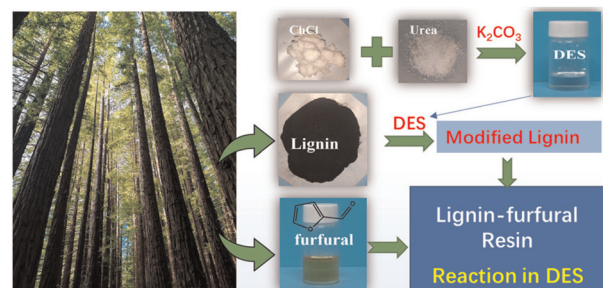 ChCl
Urea
K₂CO₃
DES
Lignin
DES
Modified Lignin
O
O
furfural
Lignin-furfural
Resin
Reaction in DES